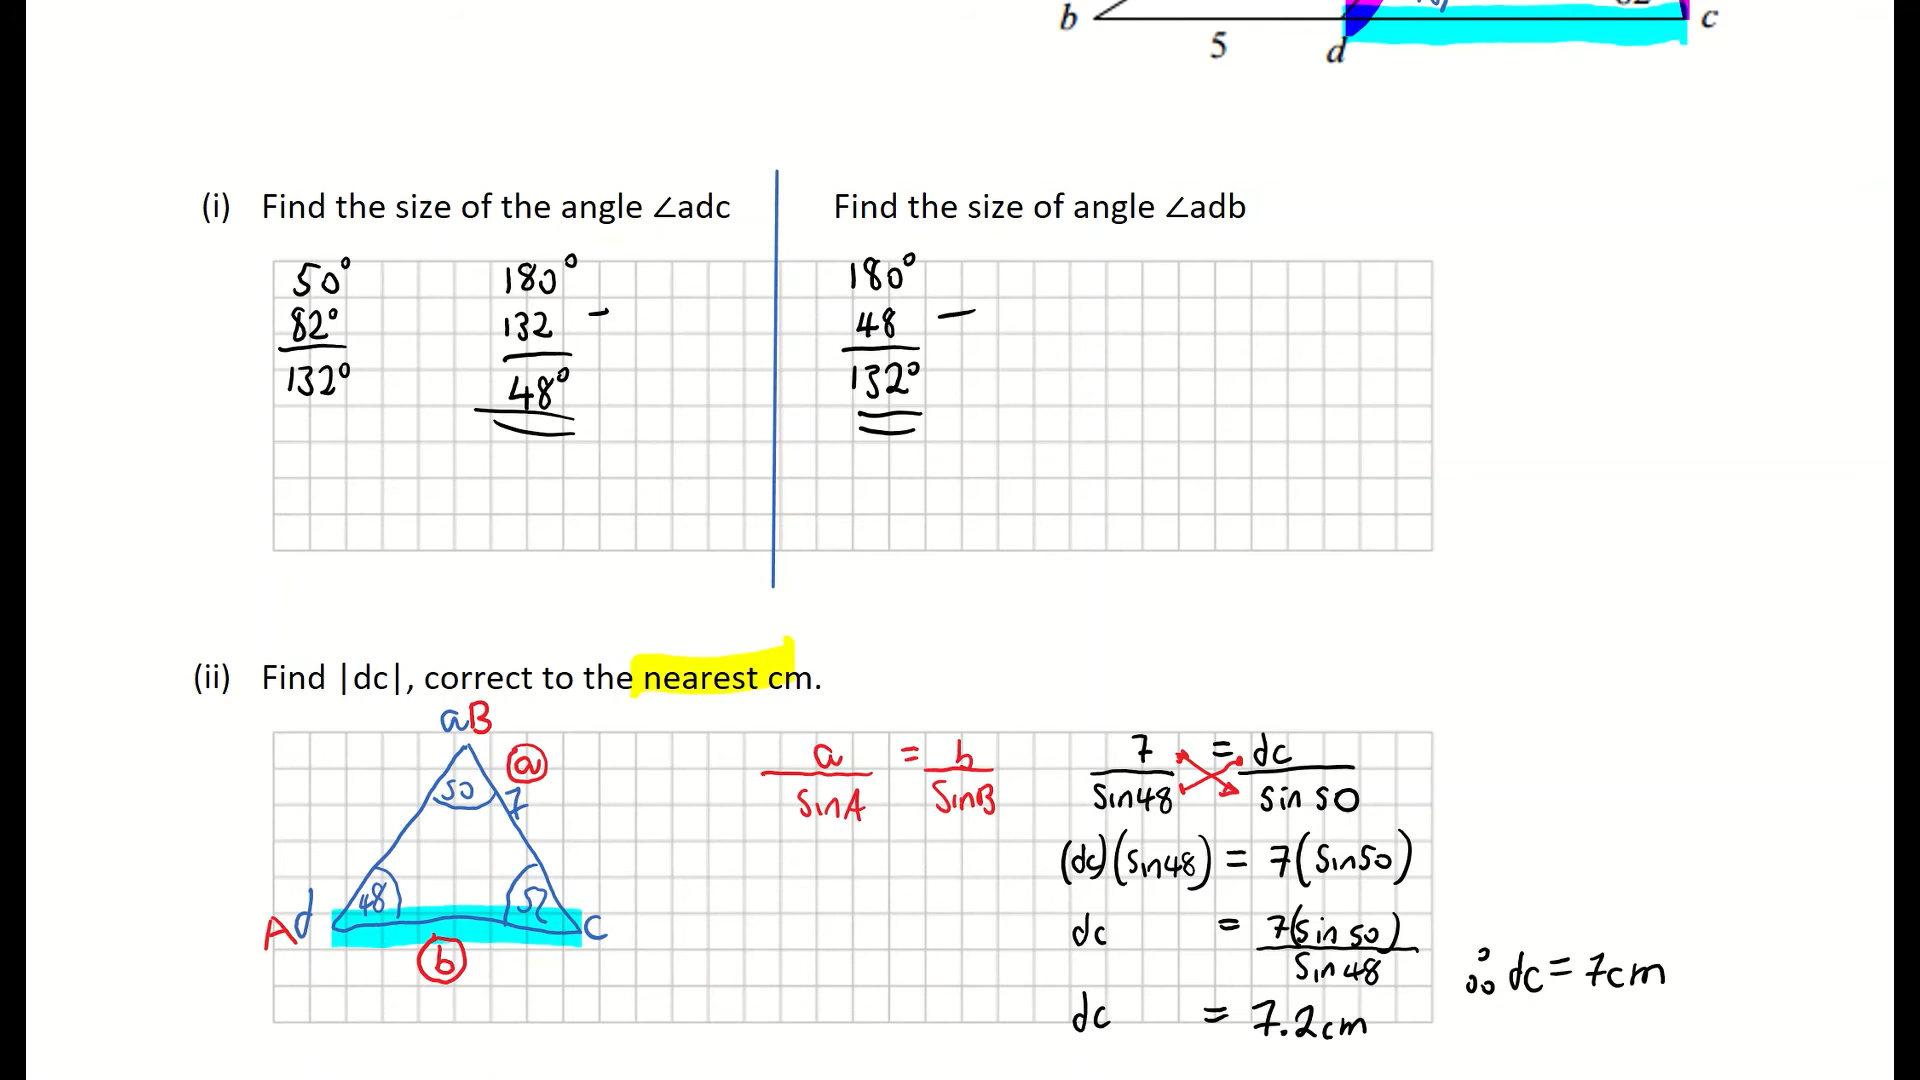 b
5
d
c
(i) Find the size of the angle ∠adc
Find the size of angle ∠adb
50°
82°
132°
180°
132 −
48°
180°
48 −
132°
(ii) Find |dc|, correct to the nearest cm.
a B
a
50
7
48
52
A d
c
b
a/SinA = b/SinB
7/Sin48 = dc/sin 50
(dc)(sin48) = 7(Sin50)
dc = 7(sin 50)/Sin48
dc = 7.2cm
∴ dc = 7cm